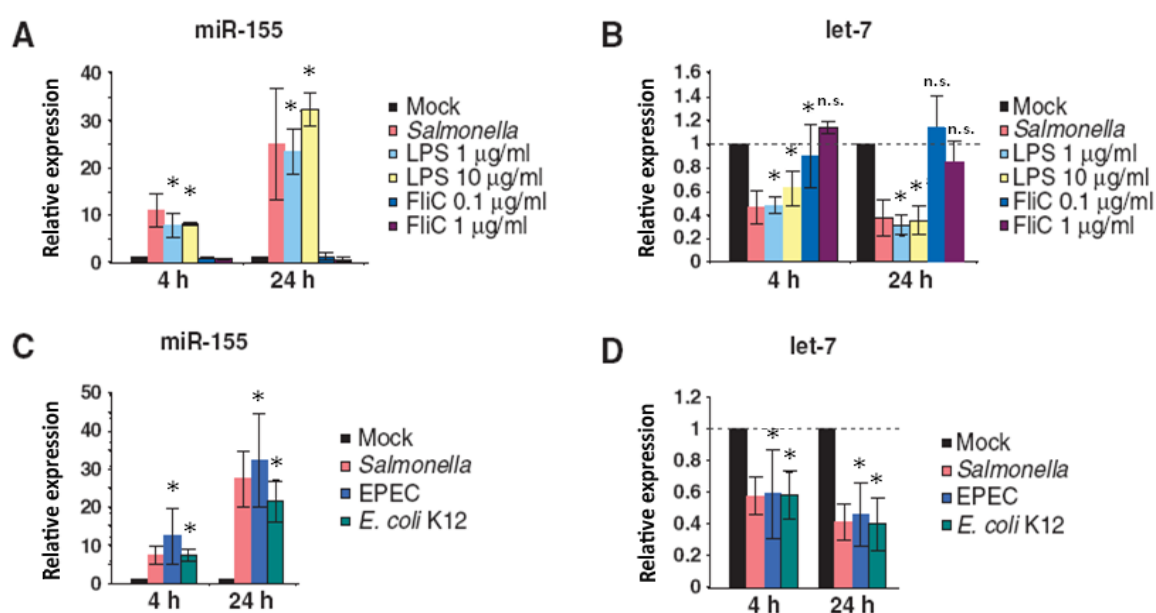 A
miR-155
Relative expression
40
30
20
10
0
* *
* *
4 h
24 h
Mock
Salmonella
LPS 1 μg/ml
LPS 10 μg/ml
FliC 0.1 μg/ml
FliC 1 μg/ml
B
let-7
Relative expression
1.6
1.4
1.2
1
0.8
0.6
0.4
0.2
0
* * * n.s.
* * n.s. n.s.
4 h
24 h
Mock
Salmonella
LPS 1 μg/ml
LPS 10 μg/ml
FliC 0.1 μg/ml
FliC 1 μg/ml
C
miR-155
Relative expression
50
40
30
20
10
0
* *
* *
4 h
24 h
Mock
Salmonella
EPEC
E. coli K12
D
let-7
Relative expression
1.2
1
0.8
0.6
0.4
0.2
0
* *
* *
4 h
24 h
Mock
Salmonella
EPEC
E. coli K12